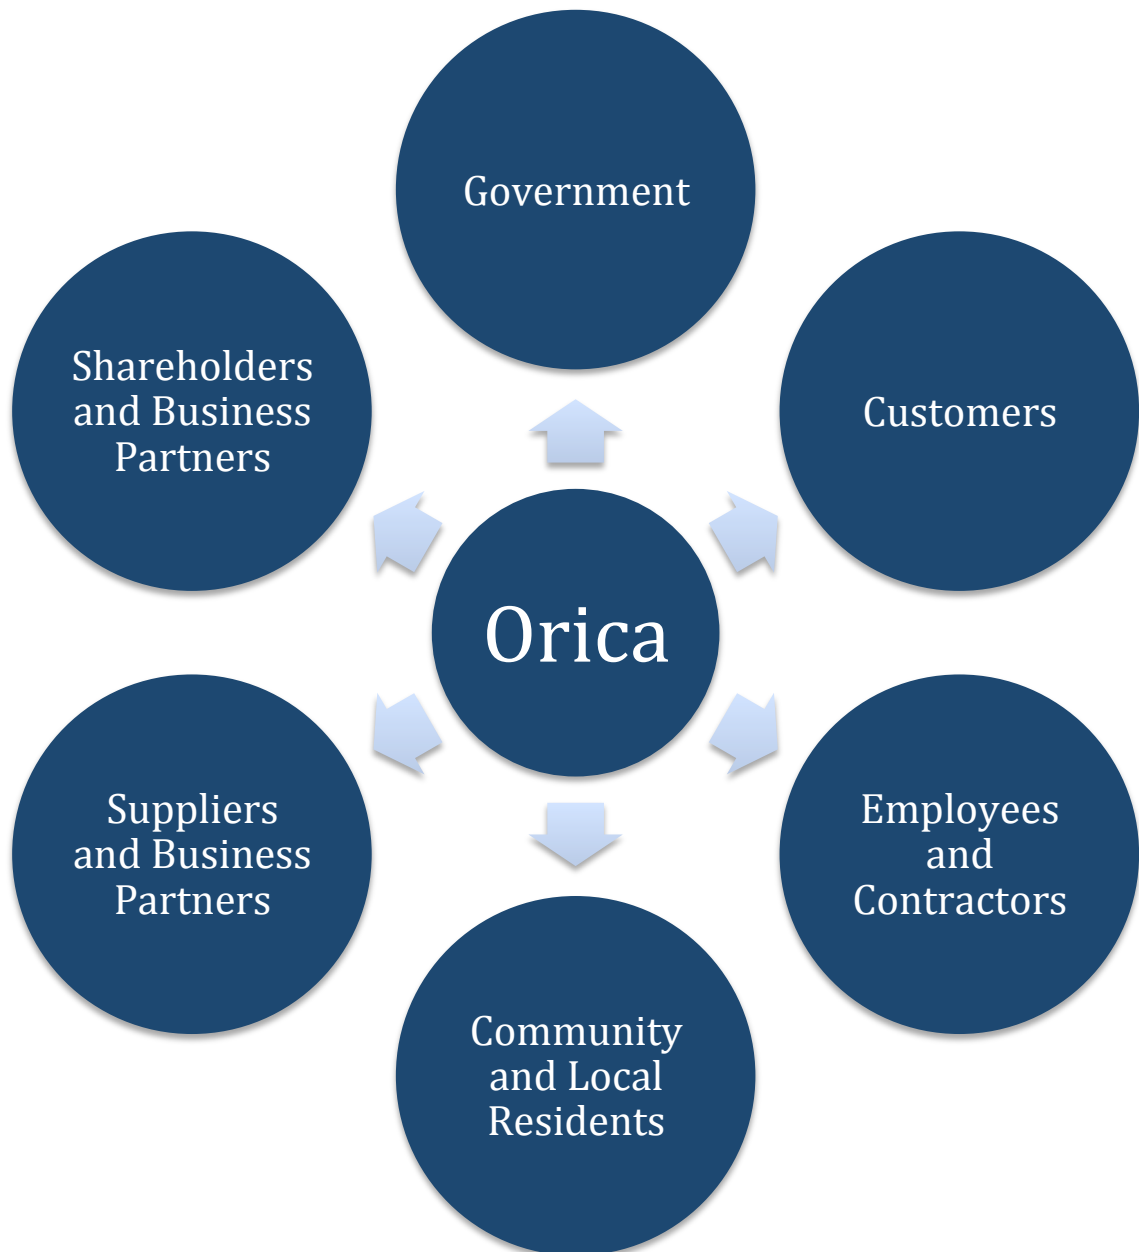 Government
Shareholders
and Business
Partners
Customers
Orica
Suppliers
and Business
Partners
Employees
and
Contractors
Community
and Local
Residents